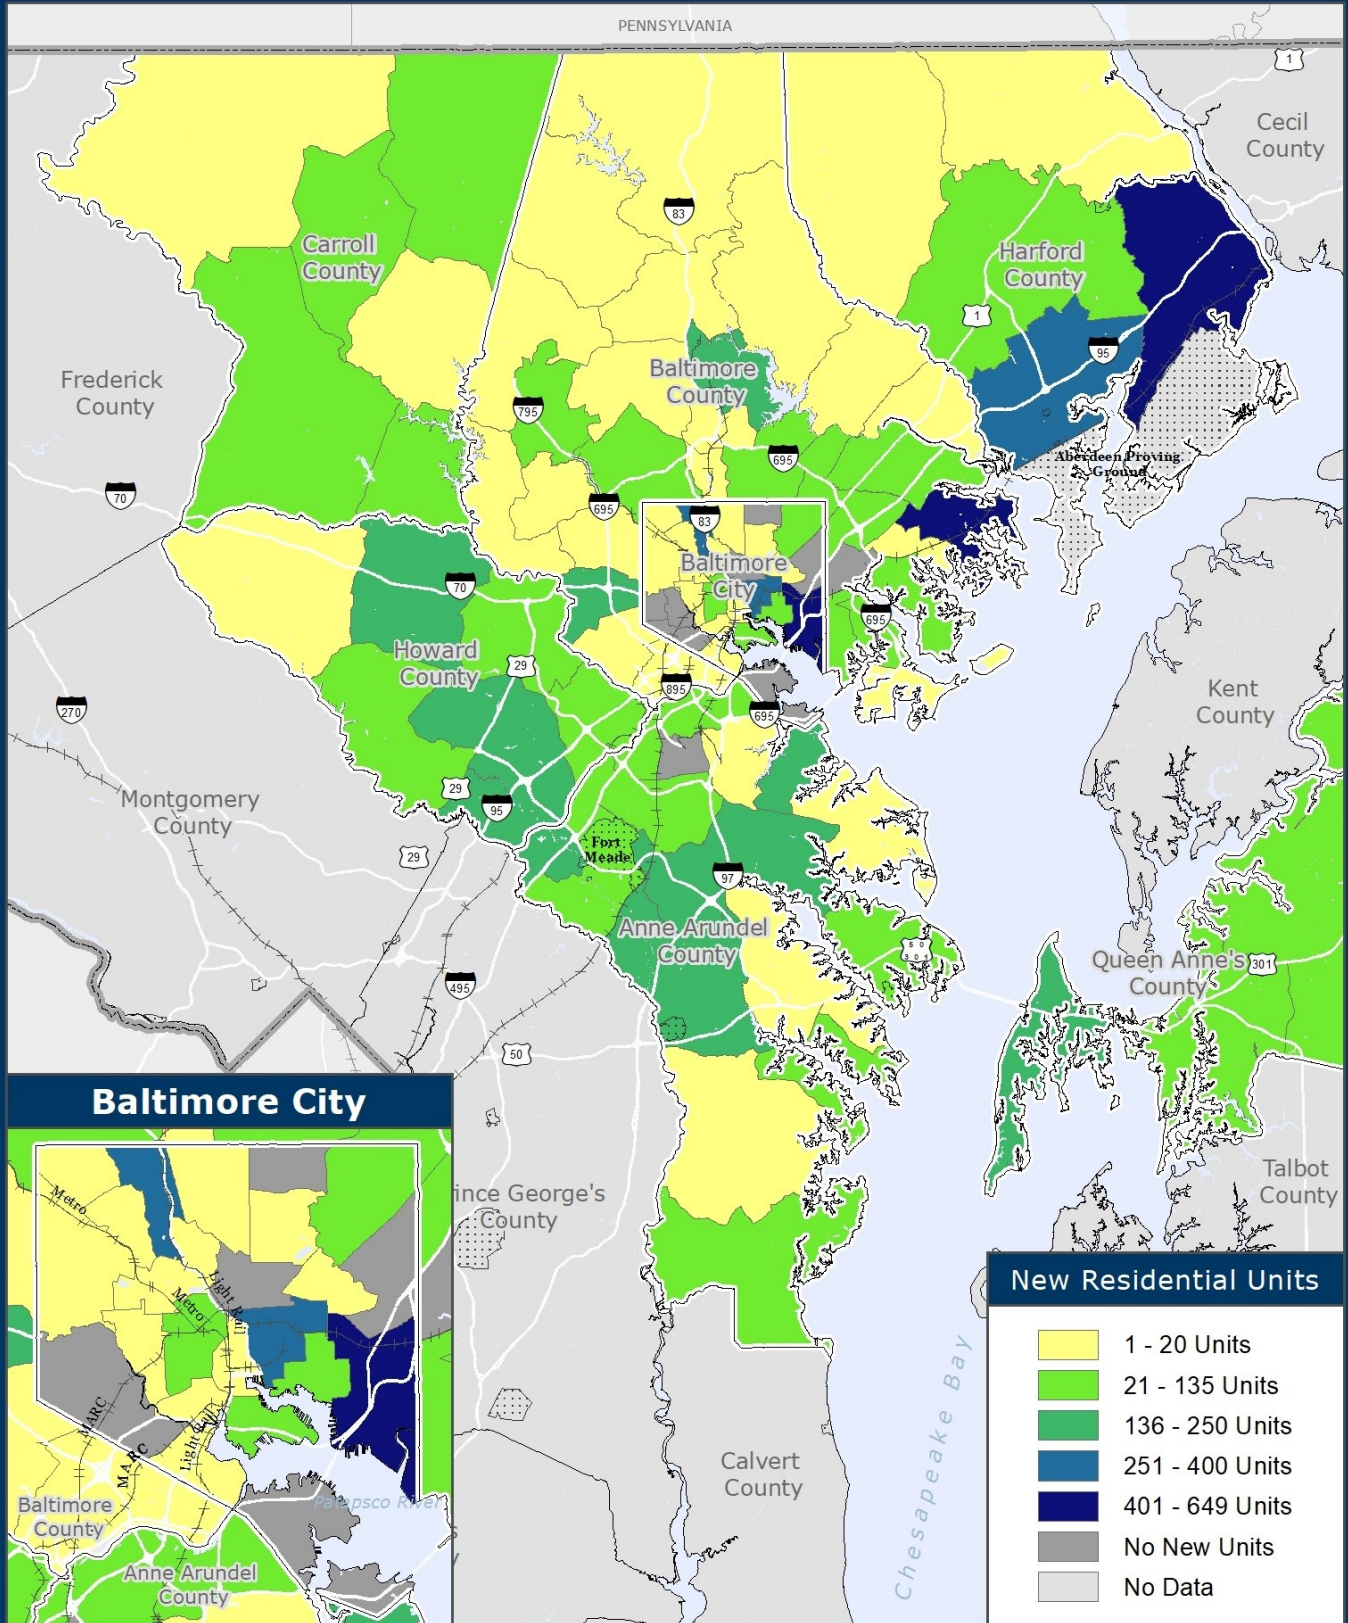 PENNSYLVANIA
1
Cecil
County
83
Carroll
County
Harford
County
1
95
Frederick
County
Baltimore
County
795
695
Aberdeen Proving
Ground
70
695
83
Baltimore
City
70
695
Howard
County
29
895
695
Kent
County
270
29
95
Montgomery
County
29
Fort
Meade
97
Anne Arundel
County
50
301
Queen Anne's
County
301
495
50
Baltimore City
ince George's
County
Talbot
County
Metro
Metro
Light Rail
MARC
MARC
Light Rail
Baltimore
County
Patapsco River
Anne Arundel
County
Calvert
County
Chesapeake Bay
New Residential Units
1 - 20 Units
21 - 135 Units
136 - 250 Units
251 - 400 Units
401 - 649 Units
No New Units
No Data